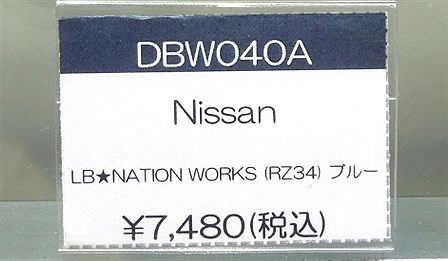 DBW040A
Nissan
LB★NATION WORKS (RZ34) ブルー
¥7,480(税込)